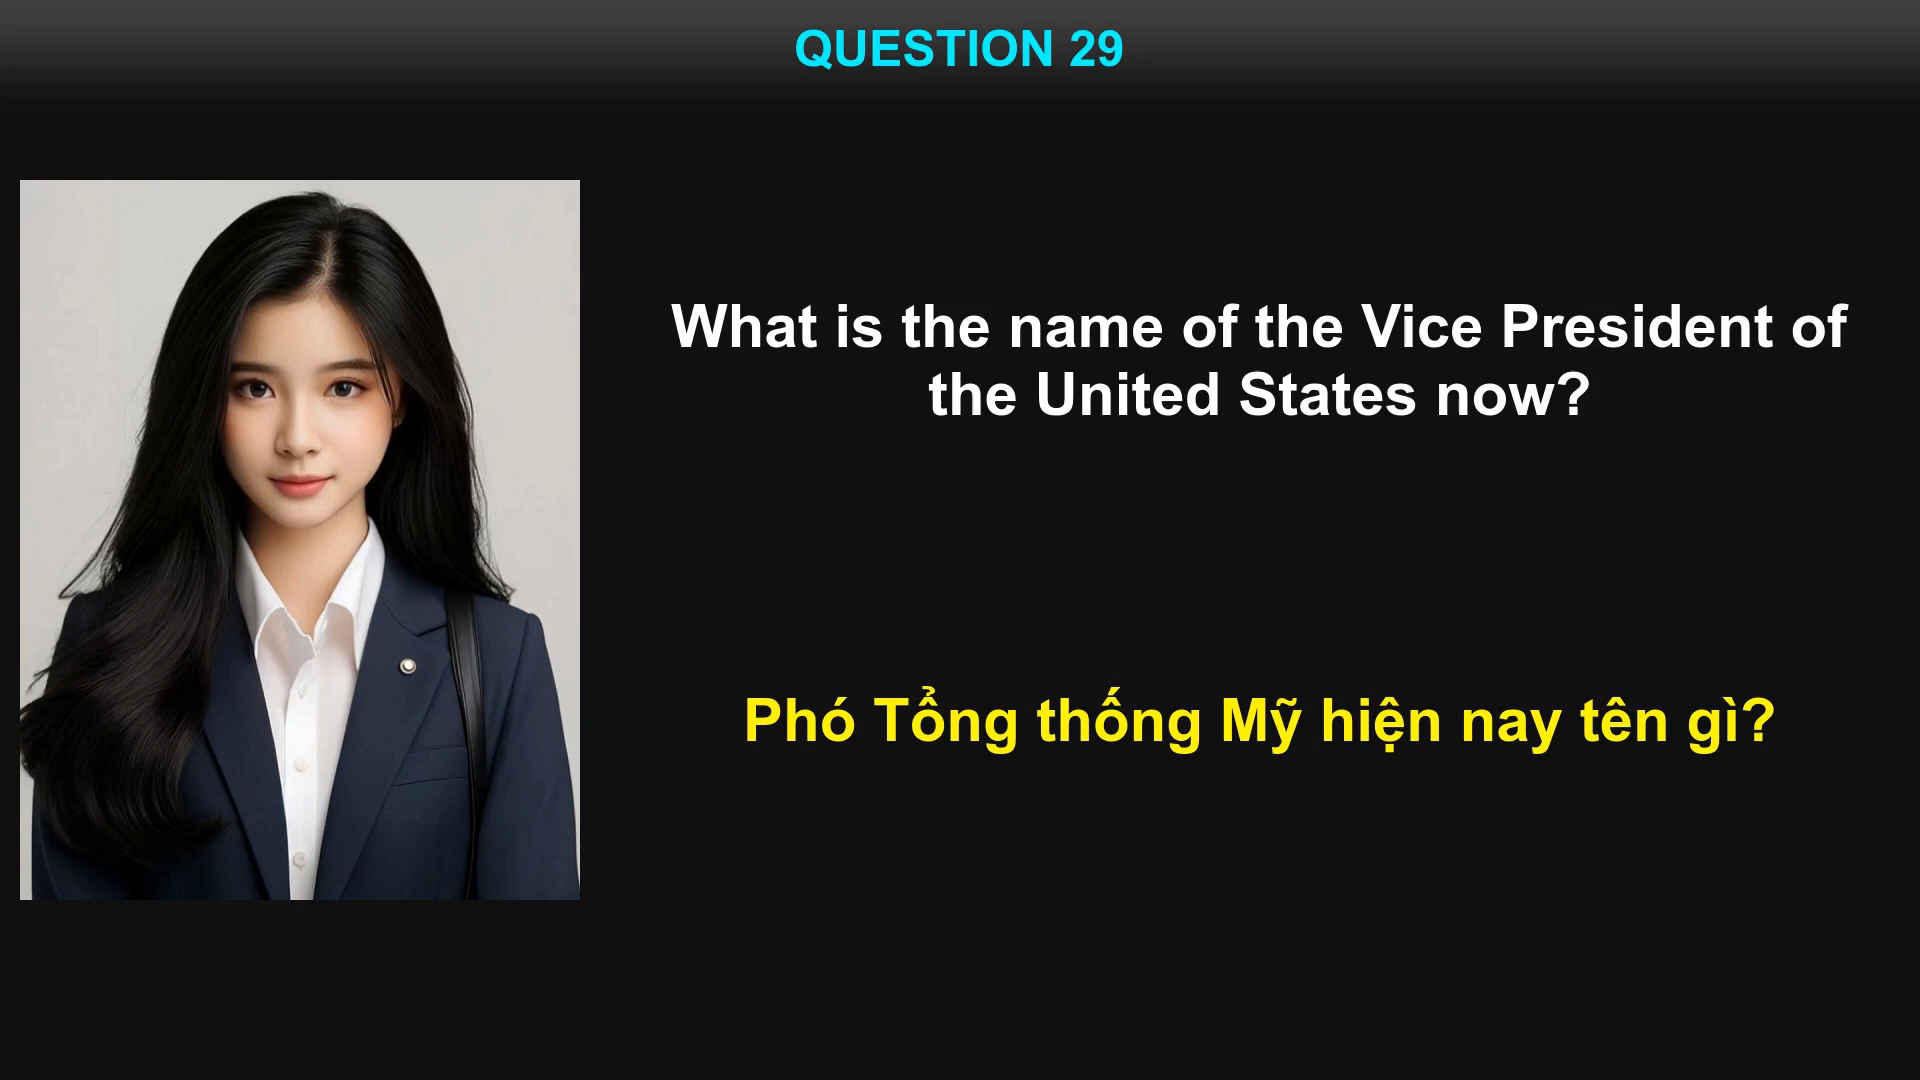 QUESTION 29
What is the name of the Vice President of
the United States now?
Phó Tổng thống Mỹ hiện nay tên gì?